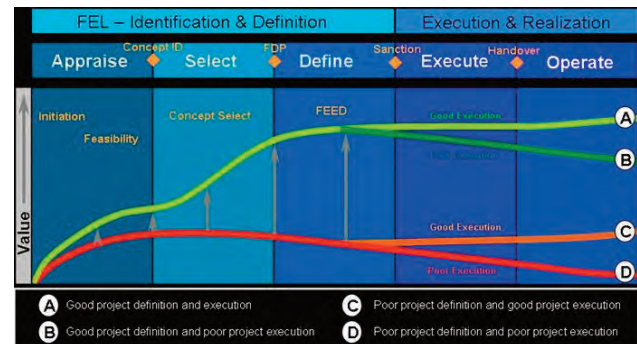 FEL – Identification & Definition
Execution & Realization
Concept ID
FDP
Sanction
Handover
Appraise
Select
Define
Execute
Operate
Initiation
Feasibility
Concept Select
FEED
Good Execution
A
Execution
B
Good Execution
C
Poor Execution
D
Value
A Good project definition and execution
B Good project definition and poor project execution
C Poor project definition and good project execution
D Poor project definition and poor project execution